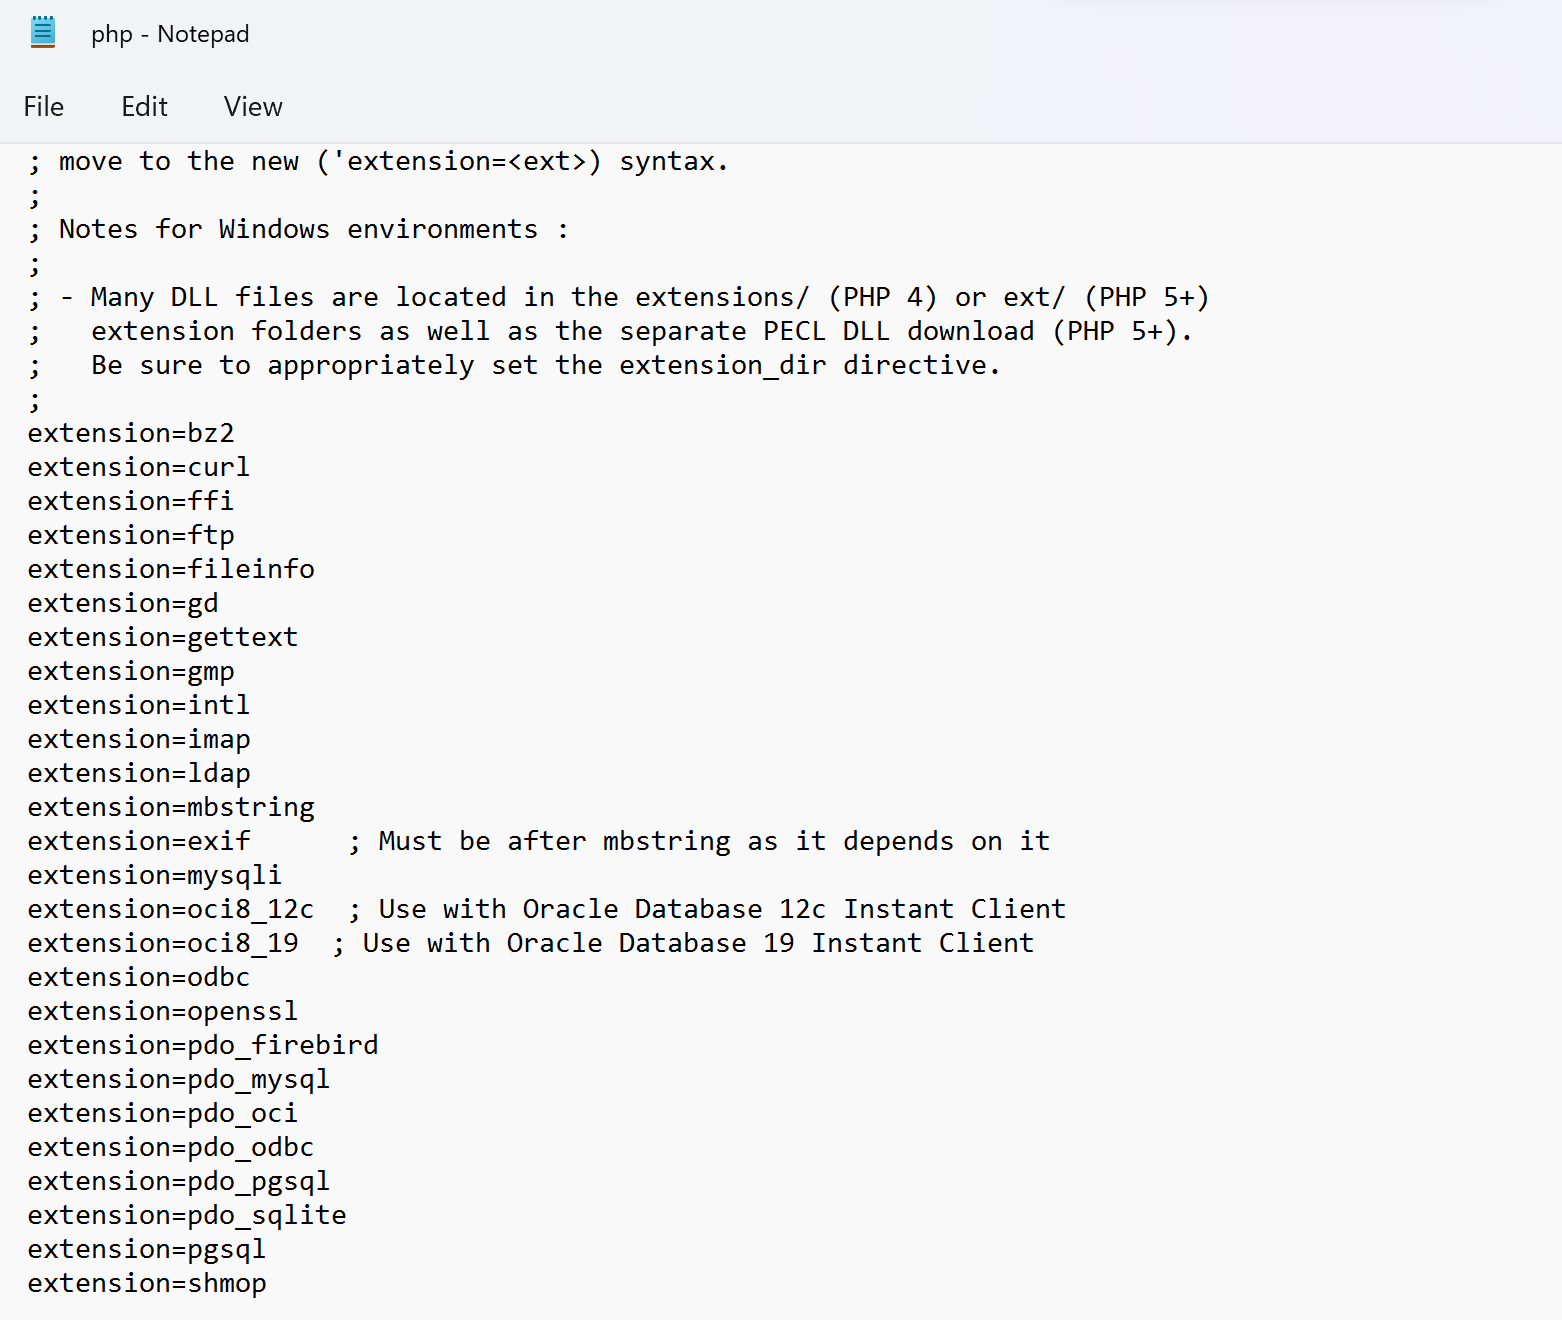 php - Notepad
File Edit View
; move to the new ('extension=<ext>) syntax.
;
; Notes for Windows environments :
;
; - Many DLL files are located in the extensions/ (PHP 4) or ext/ (PHP 5+)
;   extension folders as well as the separate PECL DLL download (PHP 5+).
;   Be sure to appropriately set the extension_dir directive.
;
extension=bz2
extension=curl
extension=ffi
extension=ftp
extension=fileinfo
extension=gd
extension=gettext
extension=gmp
extension=intl
extension=imap
extension=ldap
extension=mbstring
extension=exif      ; Must be after mbstring as it depends on it
extension=mysqli
extension=oci8_12c  ; Use with Oracle Database 12c Instant Client
extension=oci8_19  ; Use with Oracle Database 19 Instant Client
extension=odbc
extension=openssl
extension=pdo_firebird
extension=pdo_mysql
extension=pdo_oci
extension=pdo_odbc
extension=pdo_pgsql
extension=pdo_sqlite
extension=pgsql
extension=shmop